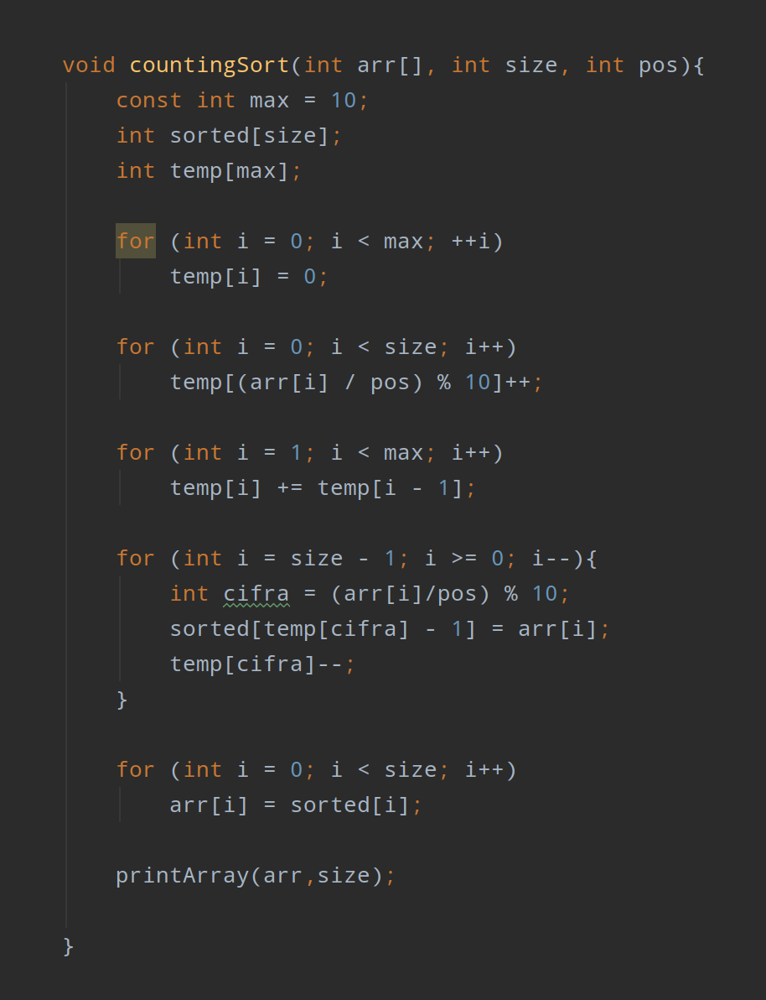 void countingSort(int arr[], int size, int pos){
    const int max = 10;
    int sorted[size];
    int temp[max];

    for (int i = 0; i < max; ++i)
        temp[i] = 0;

    for (int i = 0; i < size; i++)
        temp[(arr[i] / pos) % 10]++;

    for (int i = 1; i < max; i++)
        temp[i] += temp[i - 1];

    for (int i = size - 1; i >= 0; i--){
        int cifra = (arr[i]/pos) % 10;
        sorted[temp[cifra] - 1] = arr[i];
        temp[cifra]--;
    }

    for (int i = 0; i < size; i++)
        arr[i] = sorted[i];

    printArray(arr,size);

}